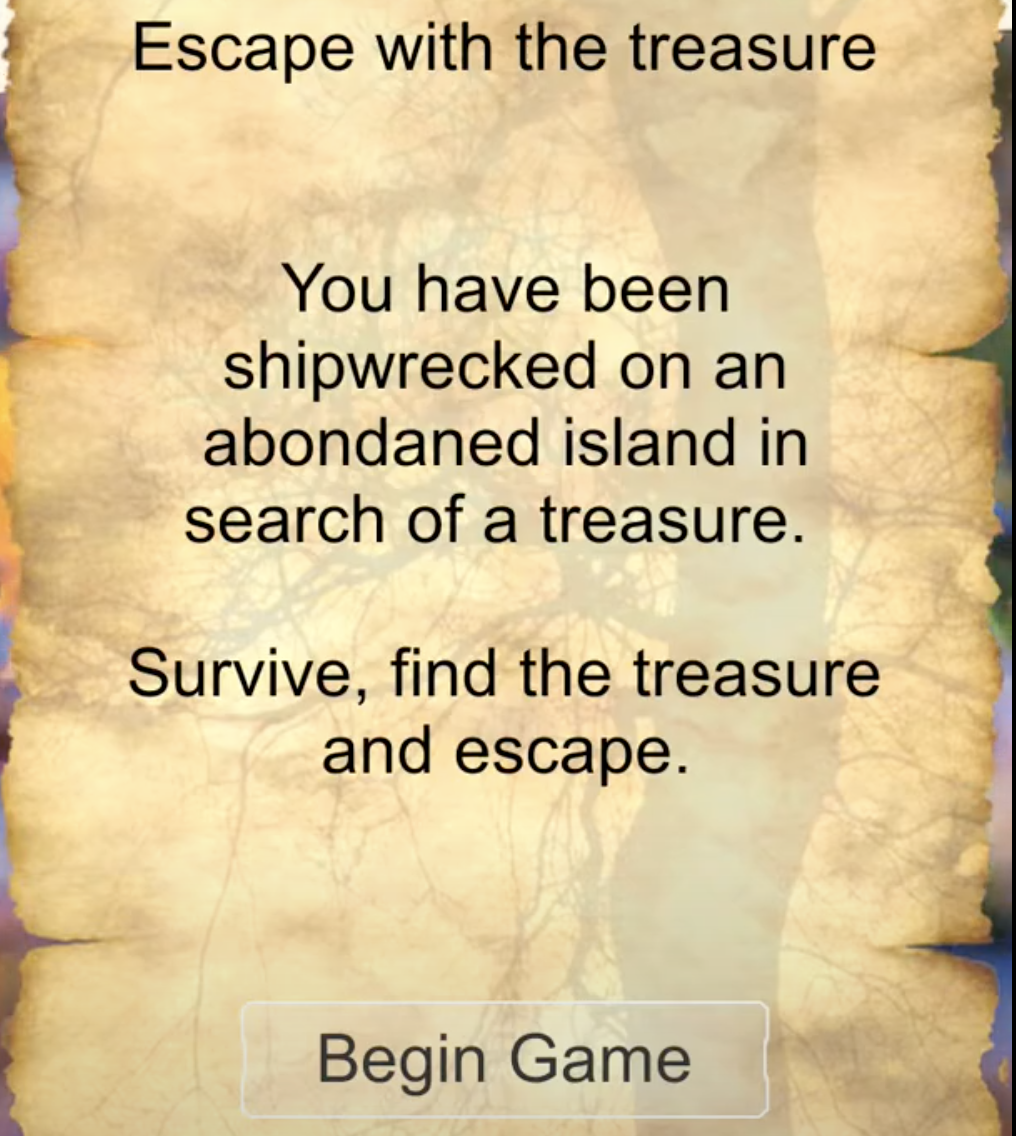 Escape with the treasure
You have been
shipwrecked on an
abondaned island in
search of a treasure.
Survive, find the treasure
and escape.
Begin Game